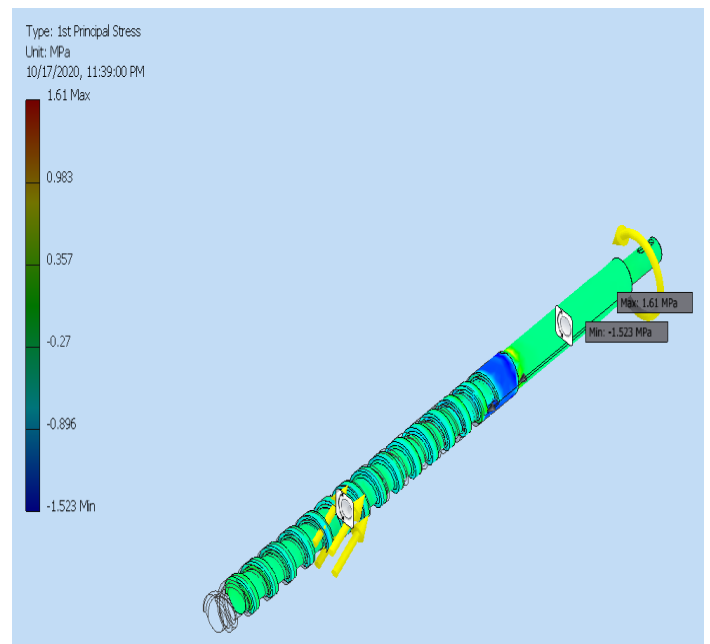 Type: 1st Principal Stress
Unit: MPa
10/17/2020, 11:39:00 PM
1.61 Max
0.983
0.357
-0.27
-0.896
-1.523 Min
Max: 1.61 MPa
Min: -1.523 MPa